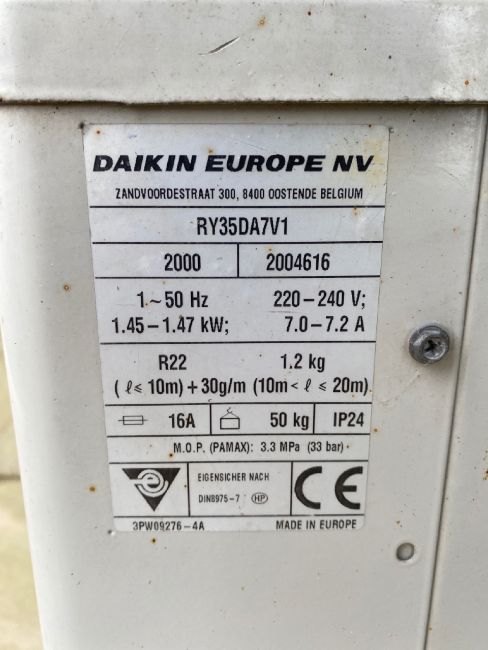 DAIKIN EUROPE NV
ZANDVOORDESTRAAT 300, 8400 OOSTENDE BELGIUM
RY35DA7V1
2000 2004616
1~50 Hz 220-240 V;
1.45-1.47 kW; 7.0-7.2 A
R22 1.2 kg
(ℓ≤ 10m) + 30g/m (10m< ℓ ≤ 20m)
16A 50 kg IP24
M.O.P. (PAMAX): 3.3 MPa (33 bar)
e EIGENSICHER NACH CE
DIN8975-7 HP
3PW09276-4A MADE IN EUROPE